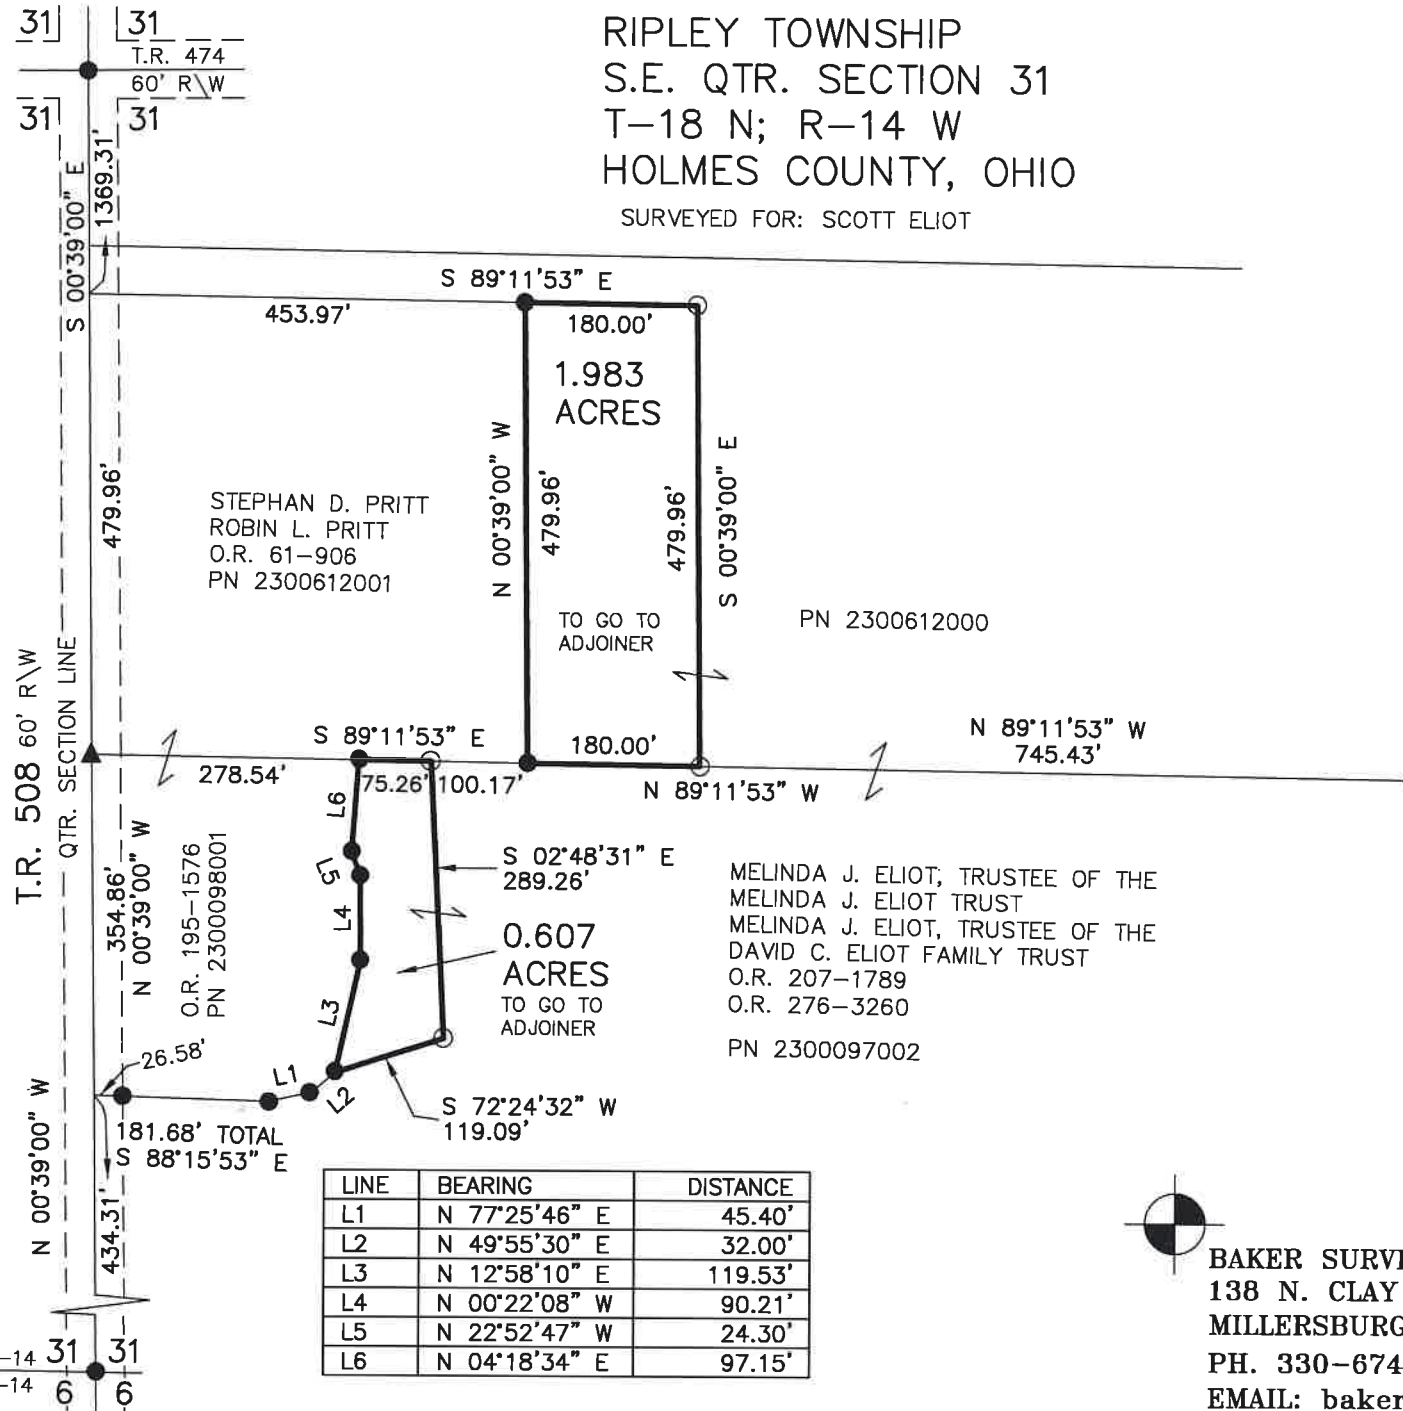 RIPLEY TOWNSHIP
S.E. QTR. SECTION 31
T-18 N; R-14 W
HOLMES COUNTY, OHIO
SURVEYED FOR: SCOTT ELIOT
31 31
T.R. 474
60' R\W
31 31
S 00°39'00" E
1369.31'
S 89°11'53" E
453.97'
180.00'
1.983
ACRES
N 00°39'00" W
479.96'
479.96'
S 00°39'00" E
479.96'
STEPHAN D. PRITT
ROBIN L. PRITT
O.R. 61-906
PN 2300612001
TO GO TO
ADJOINER
PN 2300612000
T.R. 508 60' R\W
QTR. SECTION LINE
S 89°11'53" E
180.00'
N 89°11'53" W
745.43'
278.54'
75.26'
100.17'
N 89°11'53" W
L6
L5
L4
L3
L1
L2
354.86'
N 00°39'00" W
O.R. 195-1576
PN 2300098001
S 02°48'31" E
289.26'
0.607
ACRES
TO GO TO
ADJOINER
MELINDA J. ELIOT, TRUSTEE OF THE
MELINDA J. ELIOT TRUST
MELINDA J. ELIOT, TRUSTEE OF THE
DAVID C. ELIOT FAMILY TRUST
O.R. 207-1789
O.R. 276-3260
PN 2300097002
26.58'
S 72°24'32" W
119.09'
181.68' TOTAL
S 88°15'53" E
N 00°39'00" W
434.31'
LINE BEARING DISTANCE
L1 N 77°25'46" E 45.40'
L2 N 49°55'30" E 32.00'
L3 N 12°58'10" E 119.53'
L4 N 00°22'08" W 90.21'
L5 N 22°52'47" W 24.30'
L6 N 04°18'34" E 97.15'
-14 31 31
-14 6 6
BAKER SURVE
138 N. CLAY
MILLERSBURG
PH. 330-674
EMAIL: baker